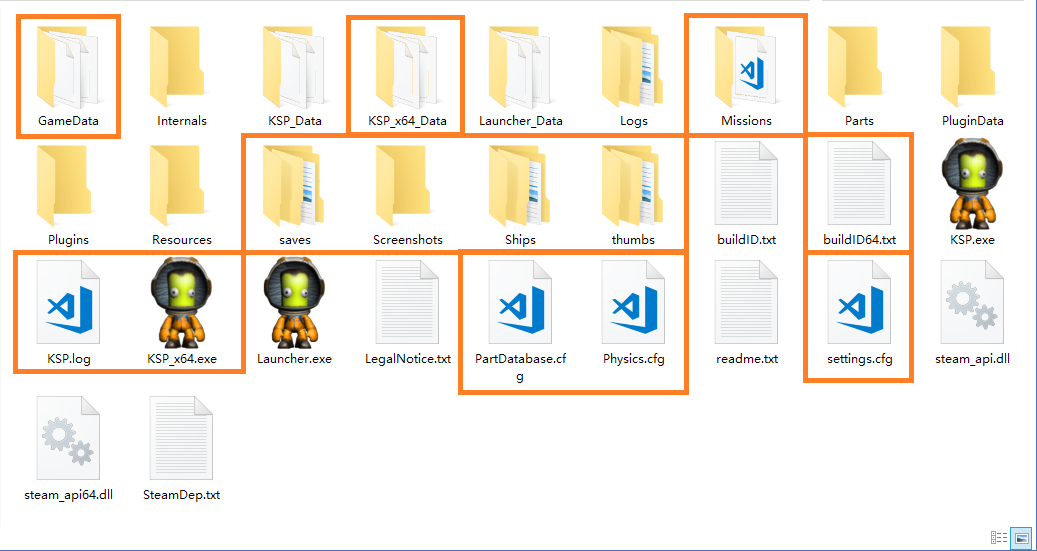 GameData
Internals
KSP_Data
KSP_x64_Data
Launcher_Data
Logs
Missions
Parts
PluginData
Plugins
Resources
saves
Screenshots
Ships
thumbs
buildID.txt
buildID64.txt
KSP.exe
KSP.log
KSP_x64.exe
Launcher.exe
LegalNotice.txt
PartDatabase.cf
g
Physics.cfg
readme.txt
settings.cfg
steam_api.dll
steam_api64.dll
SteamDep.txt